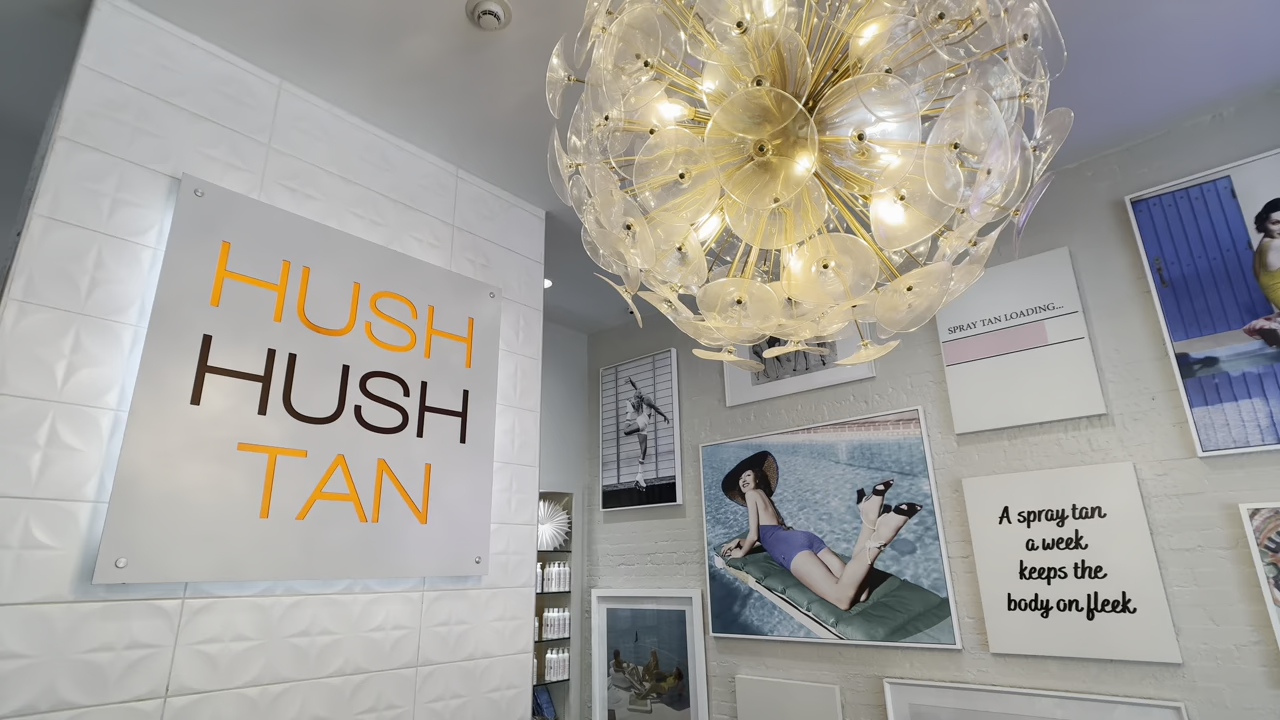 HUSH
HUSH
TAN
SPRAY TAN LOADING...
A spray tan
a week
keeps the
body on fleek.